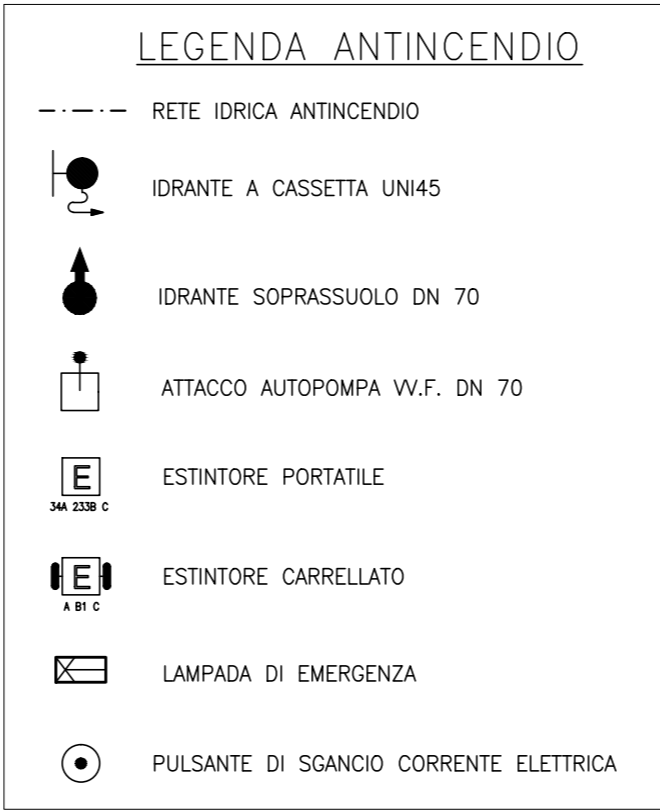 LEGENDA ANTINCENDIO
RETE IDRICA ANTINCENDIO
IDRANTE A CASSETTA UNI45
IDRANTE SOPRASSUOLO DN 70
ATTACCO AUTOPOMPA VV.F. DN 70
E
34A 233B C
ESTINTORE PORTATILE
E
A B1 C
ESTINTORE CARRELLATO
LAMPADA DI EMERGENZA
PULSANTE DI SGANCIO CORRENTE ELETTRICA